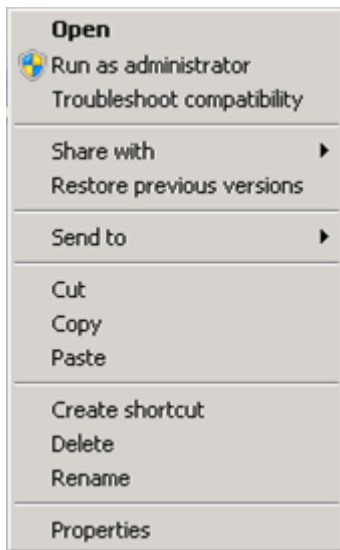 Open
Run as administrator
Troubleshoot compatibility
Share with
Restore previous versions
Send to
Cut
Copy
Paste
Create shortcut
Delete
Rename
Properties